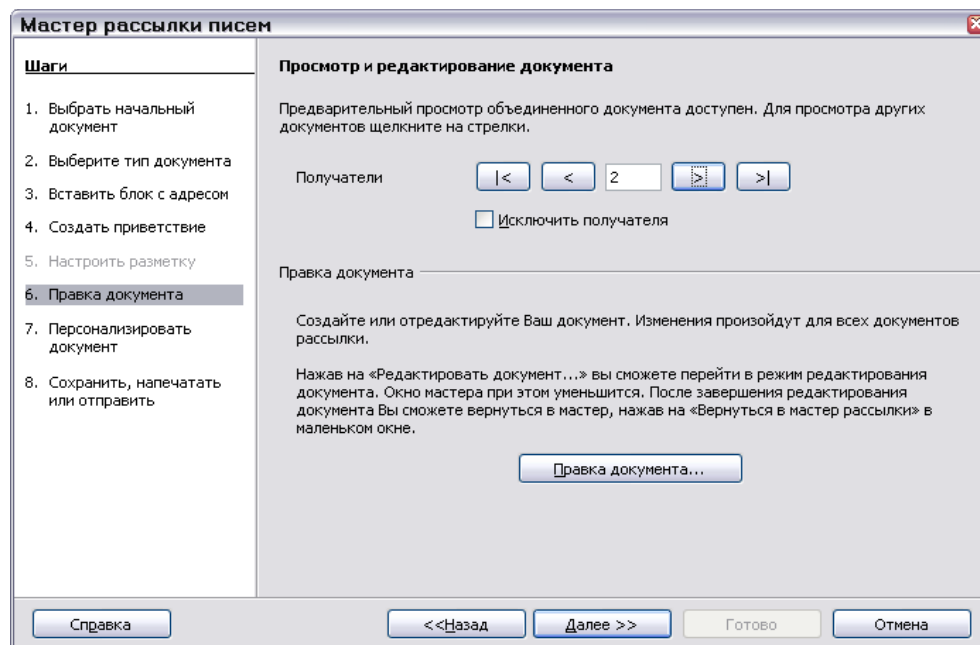 Мастер рассылки писем
Шаги
1. Выбрать начальный
документ
2. Выберите тип документа
3. Вставить блок с адресом
4. Создать приветствие
5. Настроить разметку
6. Правка документа
7. Персонализировать
документ
8. Сохранить, напечатать
или отправить
Просмотр и редактирование документа
Предварительный просмотр объединенного документа доступен. Для просмотра других
документов щелкните на стрелки.
Получатели |< < 2 > >|
Исключить получателя
Правка документа
Создайте или отредактируйте Ваш документ. Изменения произойдут для всех документов
рассылки.
Нажав на «Редактировать документ...» вы сможете перейти в режим редактирования
документа. Окно мастера при этом уменьшится. После завершения редактирования
документа Вы сможете вернуться в мастер, нажав на «Вернуться в мастер рассылки» в
маленьком окне.
Правка документа...
Справка <<Назад Далее >> Готово Отмена